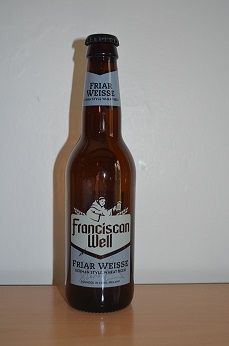 FRIAR
WEISSE
Franciscan
Well
FRIAR WEISSE
GERMAN STYLE WHEAT BEER